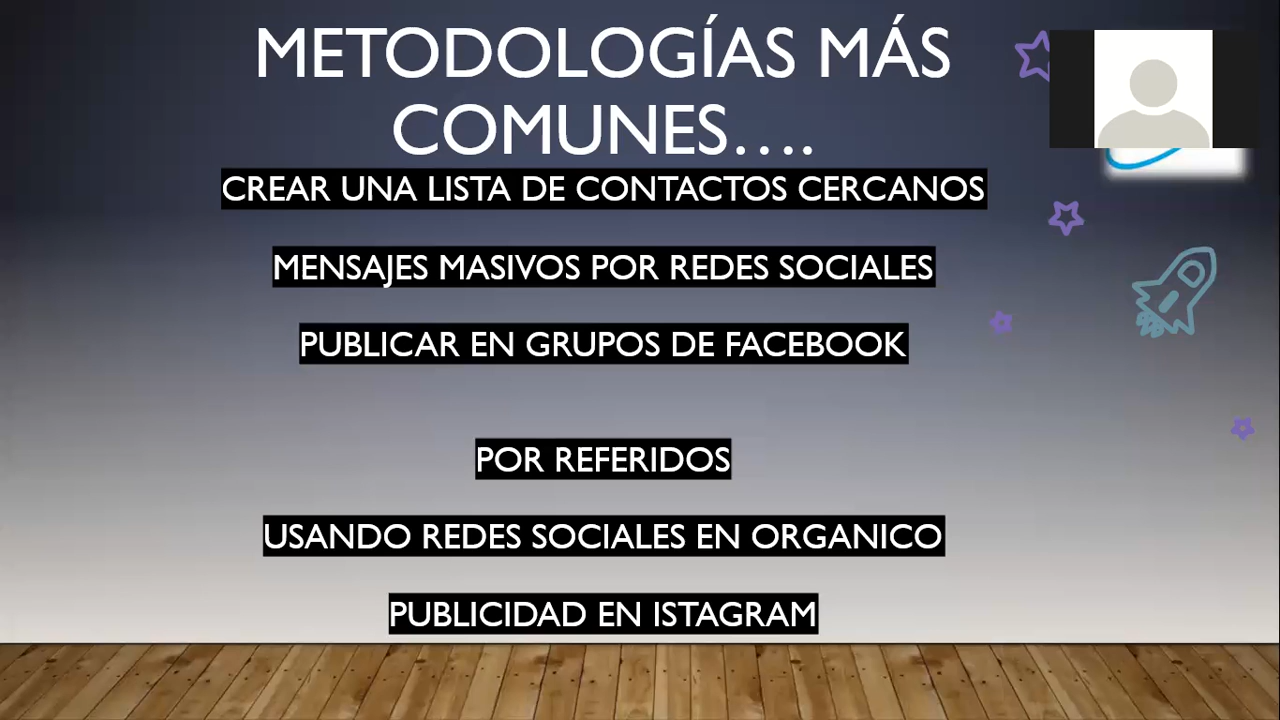 METODOLOGÍAS MÁS
COMUNES....
CREAR UNA LISTA DE CONTACTOS CERCANOS
MENSAJES MASIVOS POR REDES SOCIALES
PUBLICAR EN GRUPOS DE FACEBOOK
POR REFERIDOS
USANDO REDES SOCIALES EN ORGANICO
PUBLICIDAD EN ISTAGRAM